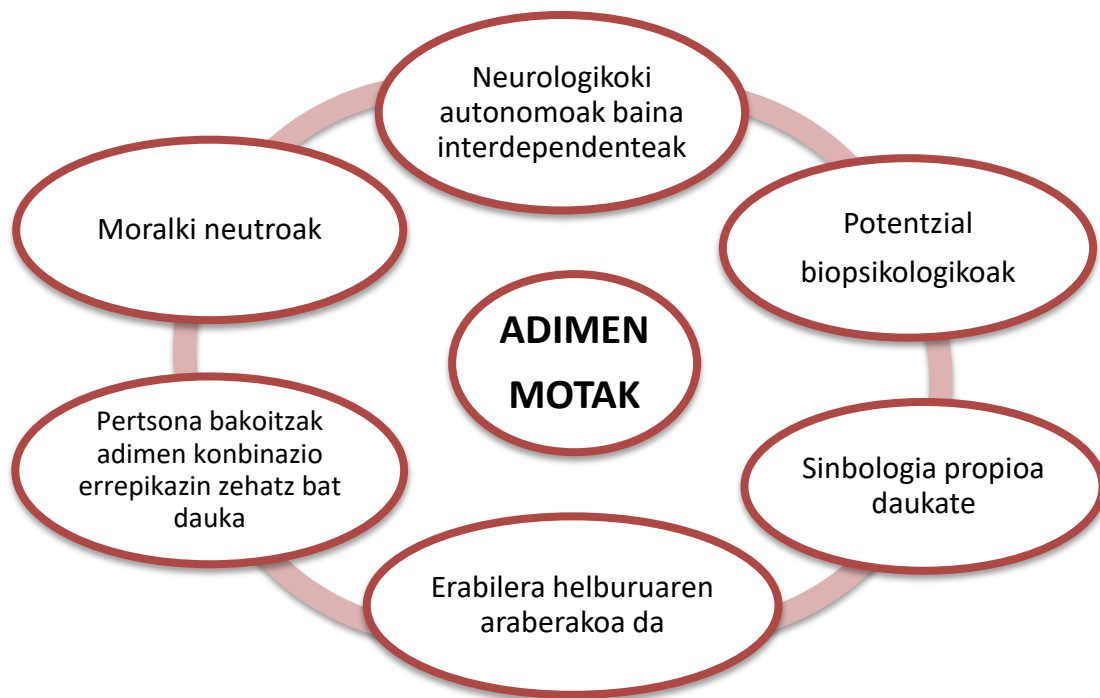 Neurologikoki
autonomoak baina
interdependenteak
Potentzial
biopsikologikoak
Sinbologia propioa
daukate
Erabilera helburuaren
araberakoa da
Pertsona bakoitzak
adimen konbinazio
errepikazin zehatz bat
dauka
Moralki neutroak
ADIMEN
MOTAK